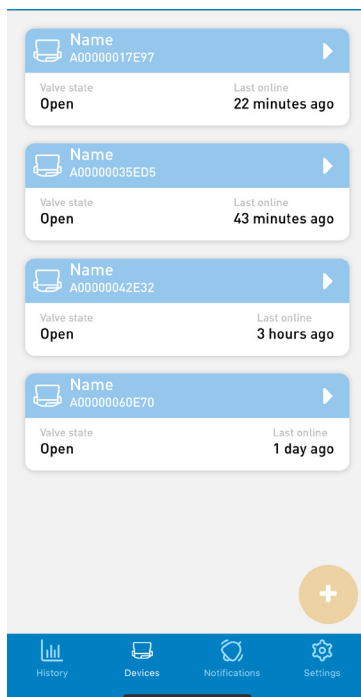 Name
A00000017E97
Valve state Last online
Open 22 minutes ago
Name
A00000035ED5
Valve state Last online
Open 43 minutes ago
Name
A00000042E32
Valve state Last online
Open 3 hours ago
Name
A00000060E70
Valve state Last online
Open 1 day ago
+
History Devices Notifications Settings